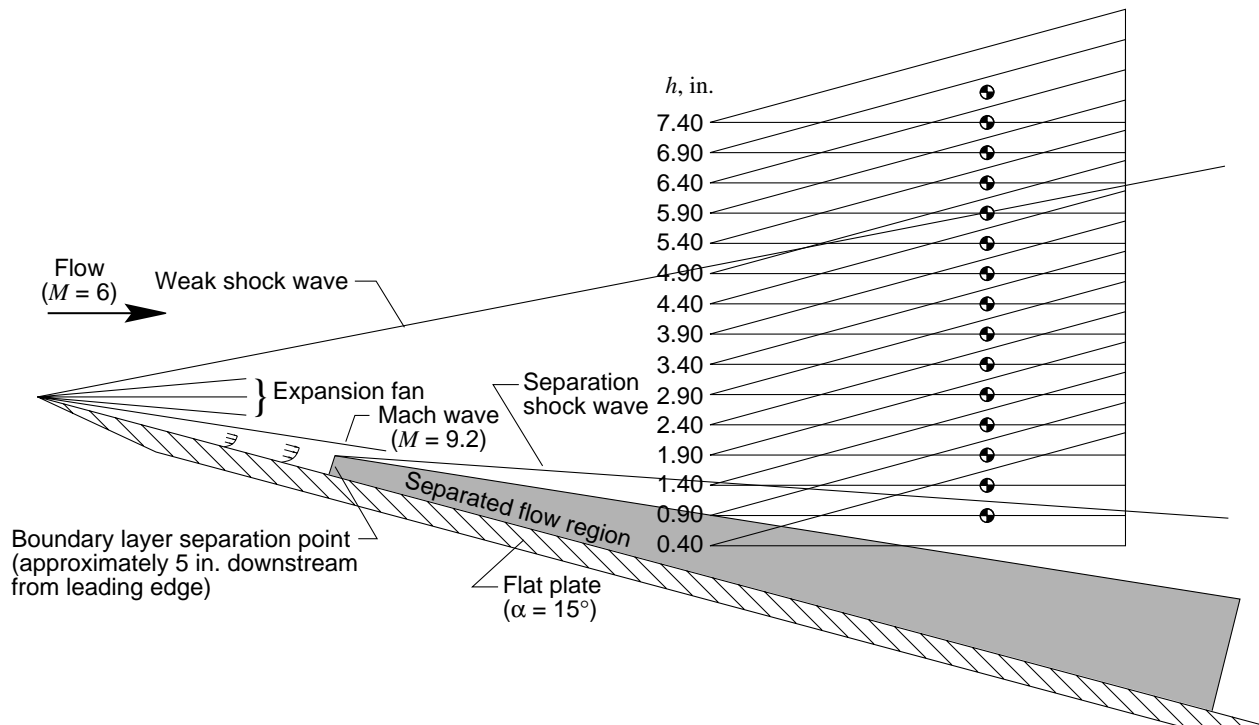 h, in.
7.40
6.90
6.40
5.90
5.40
4.90
4.40
3.90
3.40
2.90
2.40
1.90
1.40
0.90
0.40
Flow
(M = 6)
Weak shock wave
} Expansion fan
Mach wave
(M = 9.2)
Separation
shock wave
Separated flow region
Boundary layer separation point
(approximately 5 in. downstream
from leading edge)
Flat plate
(α = 15°)